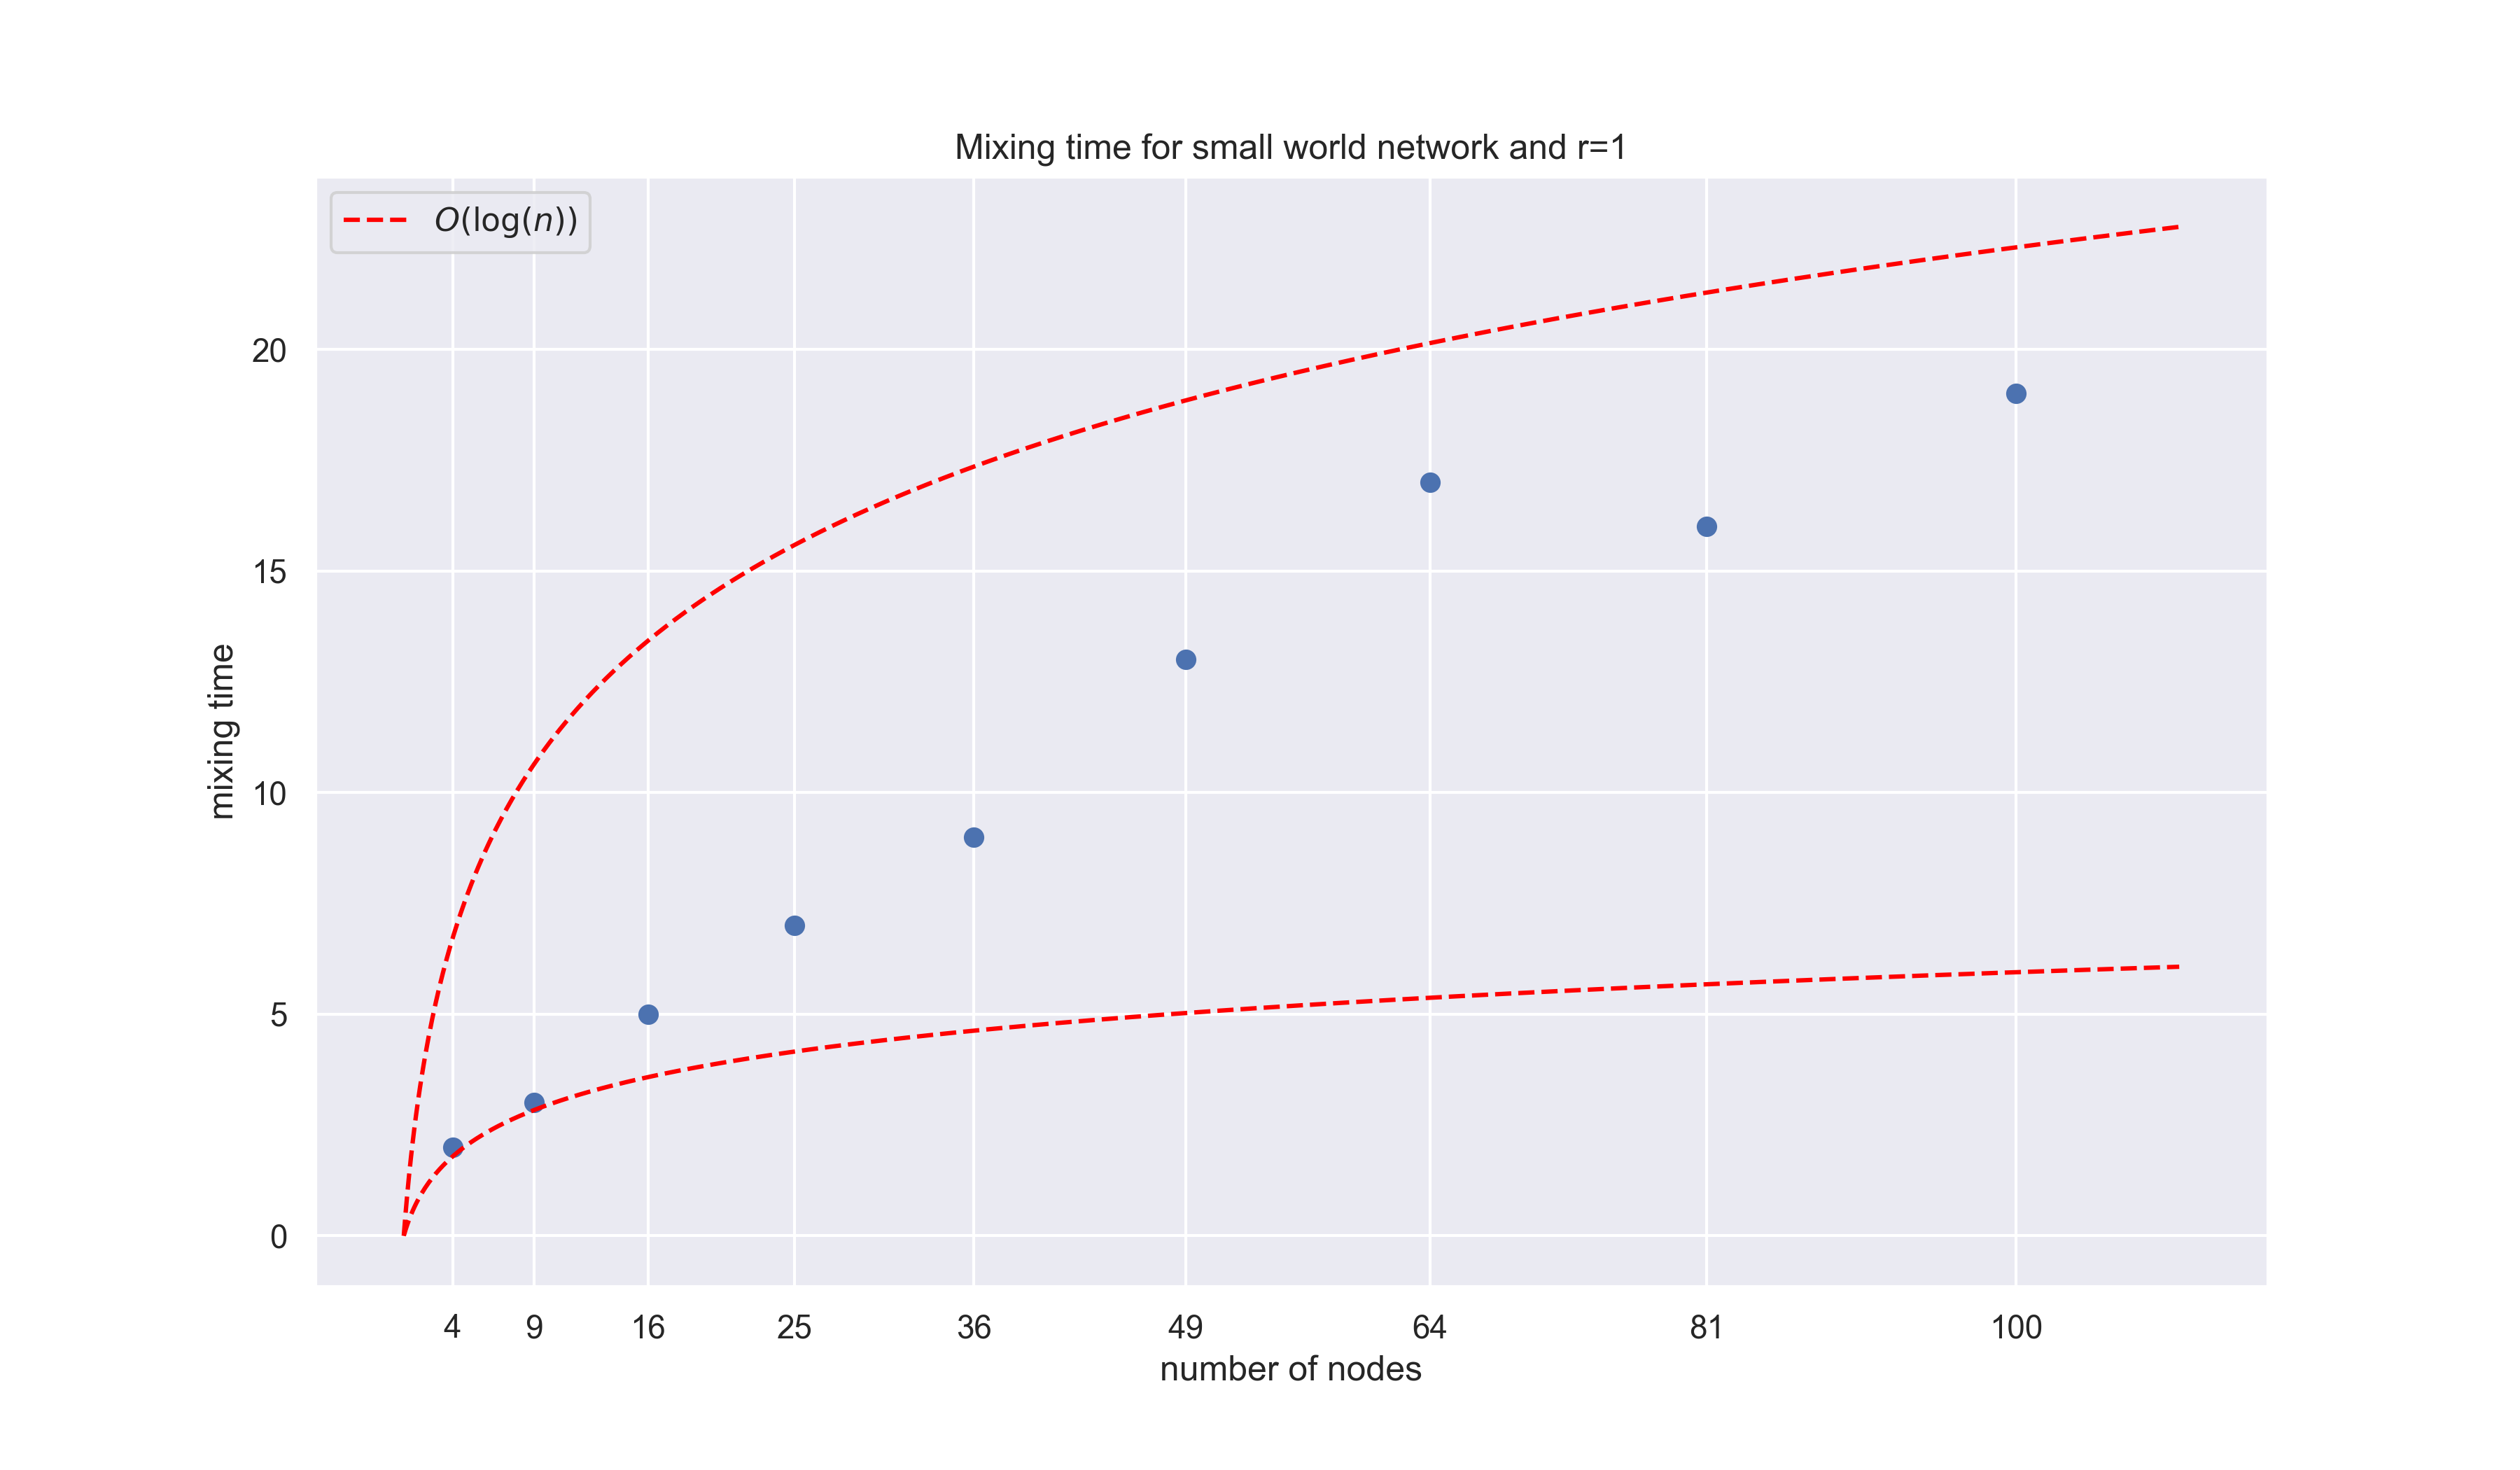 Mixing time for small world network and r=1
O(log(n))
mixing time
20
15
10
5
0
4 9 16 25 36 49 64 81 100
number of nodes